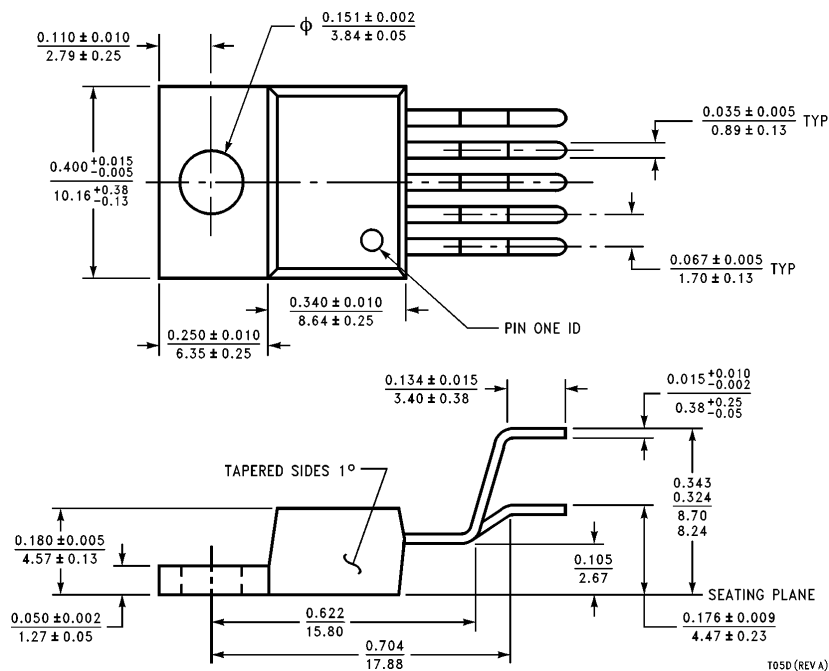 ϕ 0.151 ± 0.002
3.84 ± 0.05
0.110 ± 0.010
2.79 ± 0.25
0.035 ± 0.005 TYP
0.89 ± 0.13
0.400 +0.015 -0.005
10.16 +0.38 -0.13
0.067 ± 0.005 TYP
1.70 ± 0.13
0.340 ± 0.010
8.64 ± 0.25
PIN ONE ID
0.250 ± 0.010
6.35 ± 0.25
0.134 ± 0.015
3.40 ± 0.38
0.015 +0.010 -0.002
0.38 +0.25 -0.05
TAPERED SIDES 1°
0.343
0.324
8.70
8.24
0.180 ± 0.005
4.57 ± 0.13
0.105
2.67
SEATING PLANE
0.050 ± 0.002
1.27 ± 0.05
0.622
15.80
0.176 ± 0.009
4.47 ± 0.23
0.704
17.88
T05D (REV A)